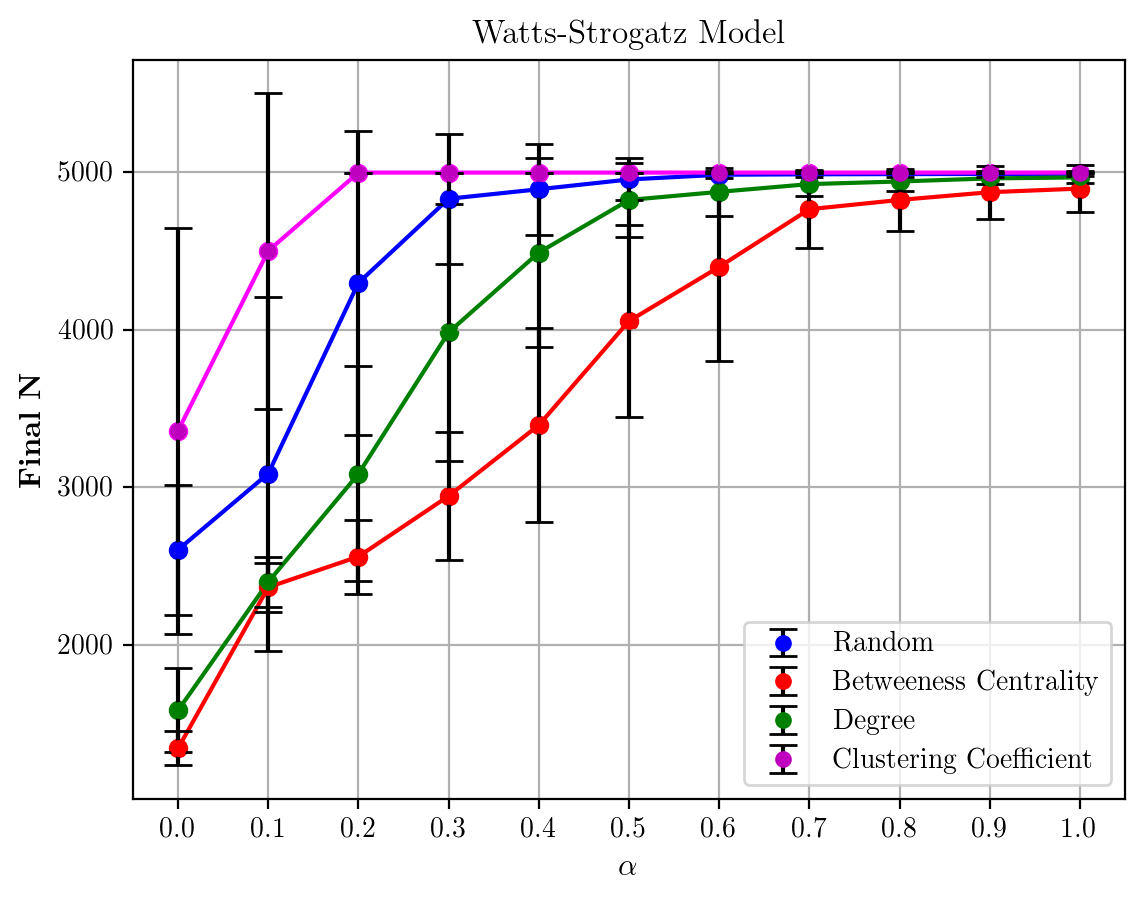 Watts-Strogatz Model
5000
4000
3000
2000
Final N
0.0 0.1 0.2 0.3 0.4 0.5 0.6 0.7 0.8 0.9 1.0
α
Random
Betweeness Centrality
Degree
Clustering Coefficient